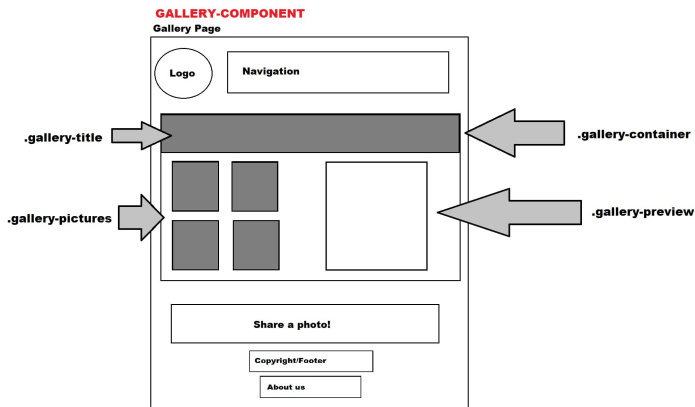 GALLERY-COMPONENT
Gallery Page
Logo
Navigation
.gallery-title
.gallery-container
.gallery-pictures
.gallery-preview
Share a photo!
Copyright/Footer
About us